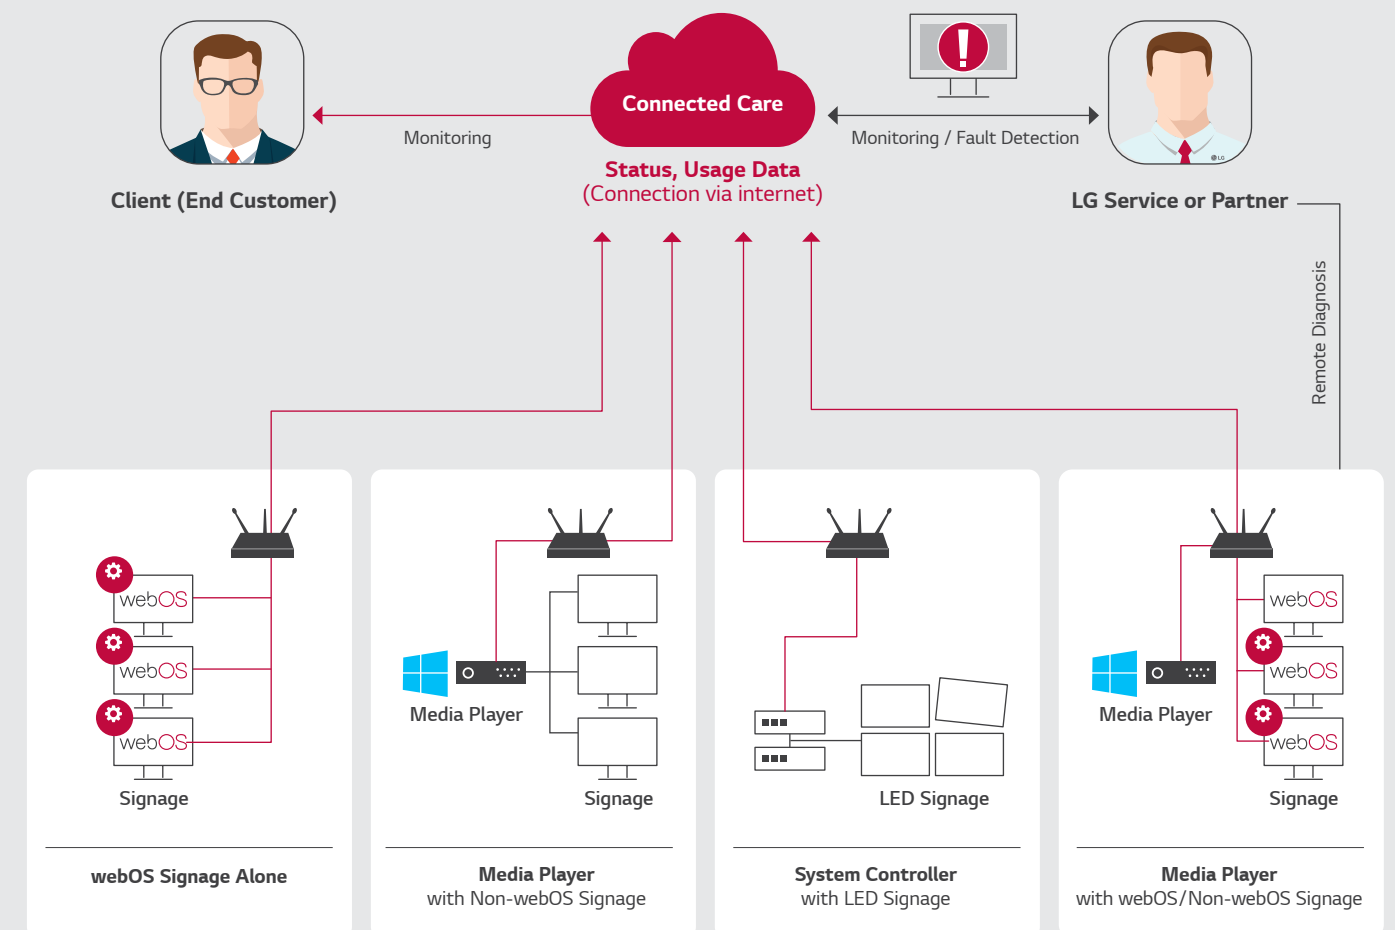 Connected Care
Monitoring
Monitoring / Fault Detection
LG
Status, Usage Data
(Connection via internet)
Client (End Customer)
LG Service or Partner
Remote Diagnosis
webOS
webOS
webOS
Signage
webOS Signage Alone
Media Player
Signage
Media Player
with Non-webOS Signage
LED Signage
System Controller
with LED Signage
webOS
webOS
webOS
Media Player
Signage
Media Player
with webOS/Non-webOS Signage